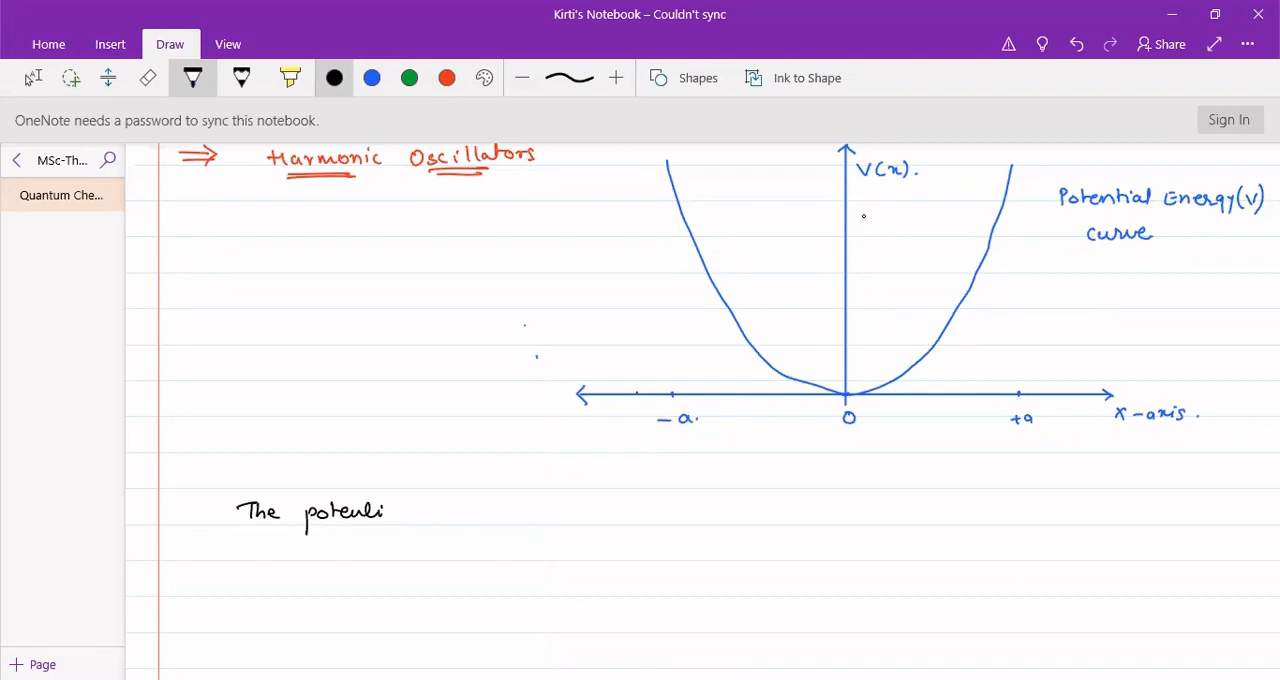 Kirti's Notebook – Couldn't sync
Home Insert Draw View Share
Shapes Ink to Shape
OneNote needs a password to sync this notebook. Sign In
MSc-Th...
Quantum Che...
⇒ Harmonic Oscillators
V(x).
Potential Energy(V)
curve
-a. 0 +a X-axis.
The potenti
+ Page